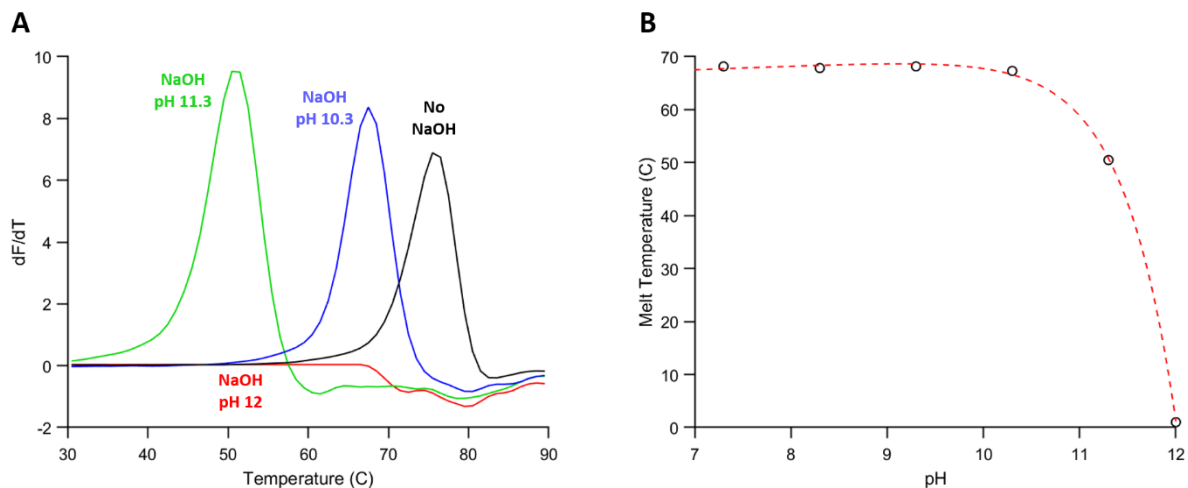 A
B
NaOH
pH 11.3
NaOH
pH 10.3
No
NaOH
NaOH
pH 12
10
8
6
4
2
0
-2
dF/dT
30
40
50
60
70
80
90
Temperature (C)
70
60
50
40
30
20
10
0
Melt Temperature (C)
7
8
9
10
11
12
pH